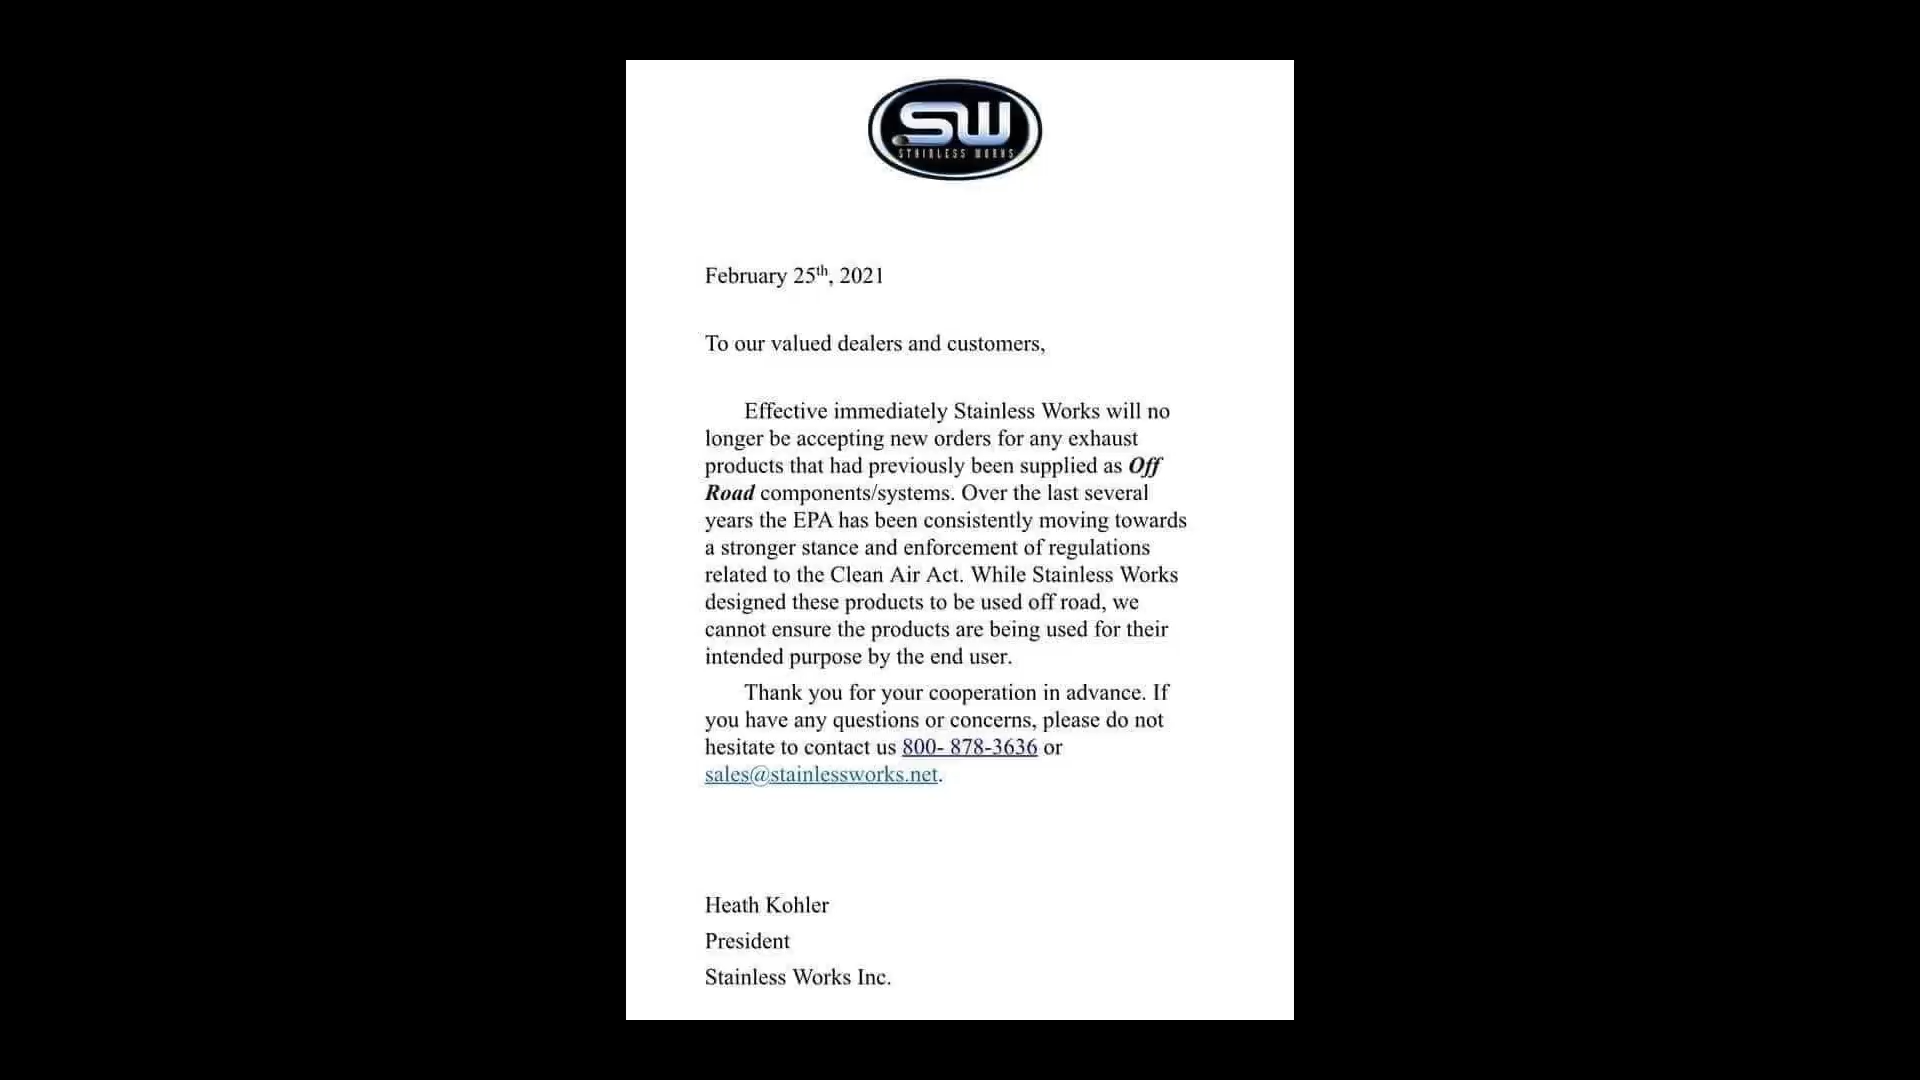 SW
STAINLESS WORKS
February 25th, 2021
To our valued dealers and customers,
Effective immediately Stainless Works will no
longer be accepting new orders for any exhaust
products that had previously been supplied as Off
Road components/systems. Over the last several
years the EPA has been consistently moving towards
a stronger stance and enforcement of regulations
related to the Clean Air Act. While Stainless Works
designed these products to be used off road, we
cannot ensure the products are being used for their
intended purpose by the end user.
Thank you for your cooperation in advance. If
you have any questions or concerns, please do not
hesitate to contact us 800- 878-3636 or
sales@stainlessworks.net.
Heath Kohler
President
Stainless Works Inc.